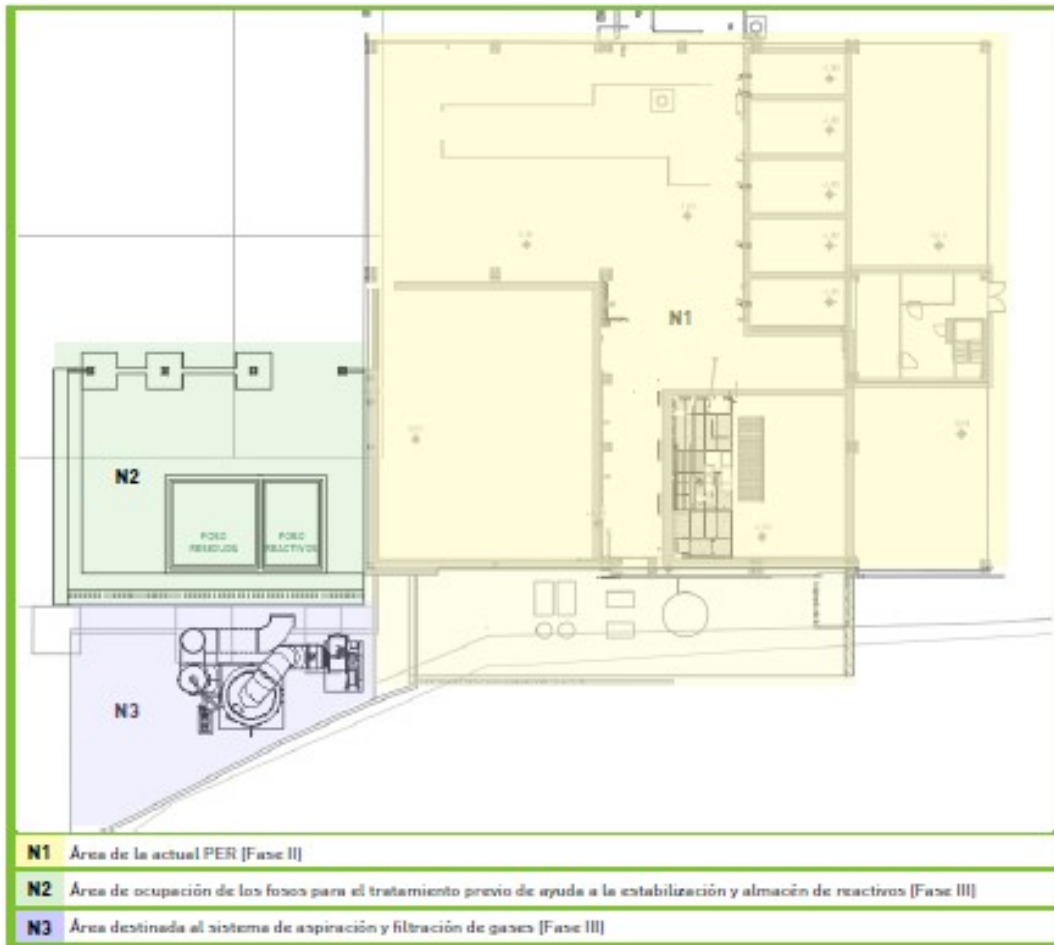 N1
N2
FOSO RESIDUOS
FOSO REACTIVOS
N3
N1 Área de la actual PER [Fase II]
N2 Área de ocupación de los fosos para el tratamiento previo de ayuda a la estabilización y almacén de reactivos [Fase III]
N3 Área destinada al sistema de aspiración y filtración de gases [Fase III]